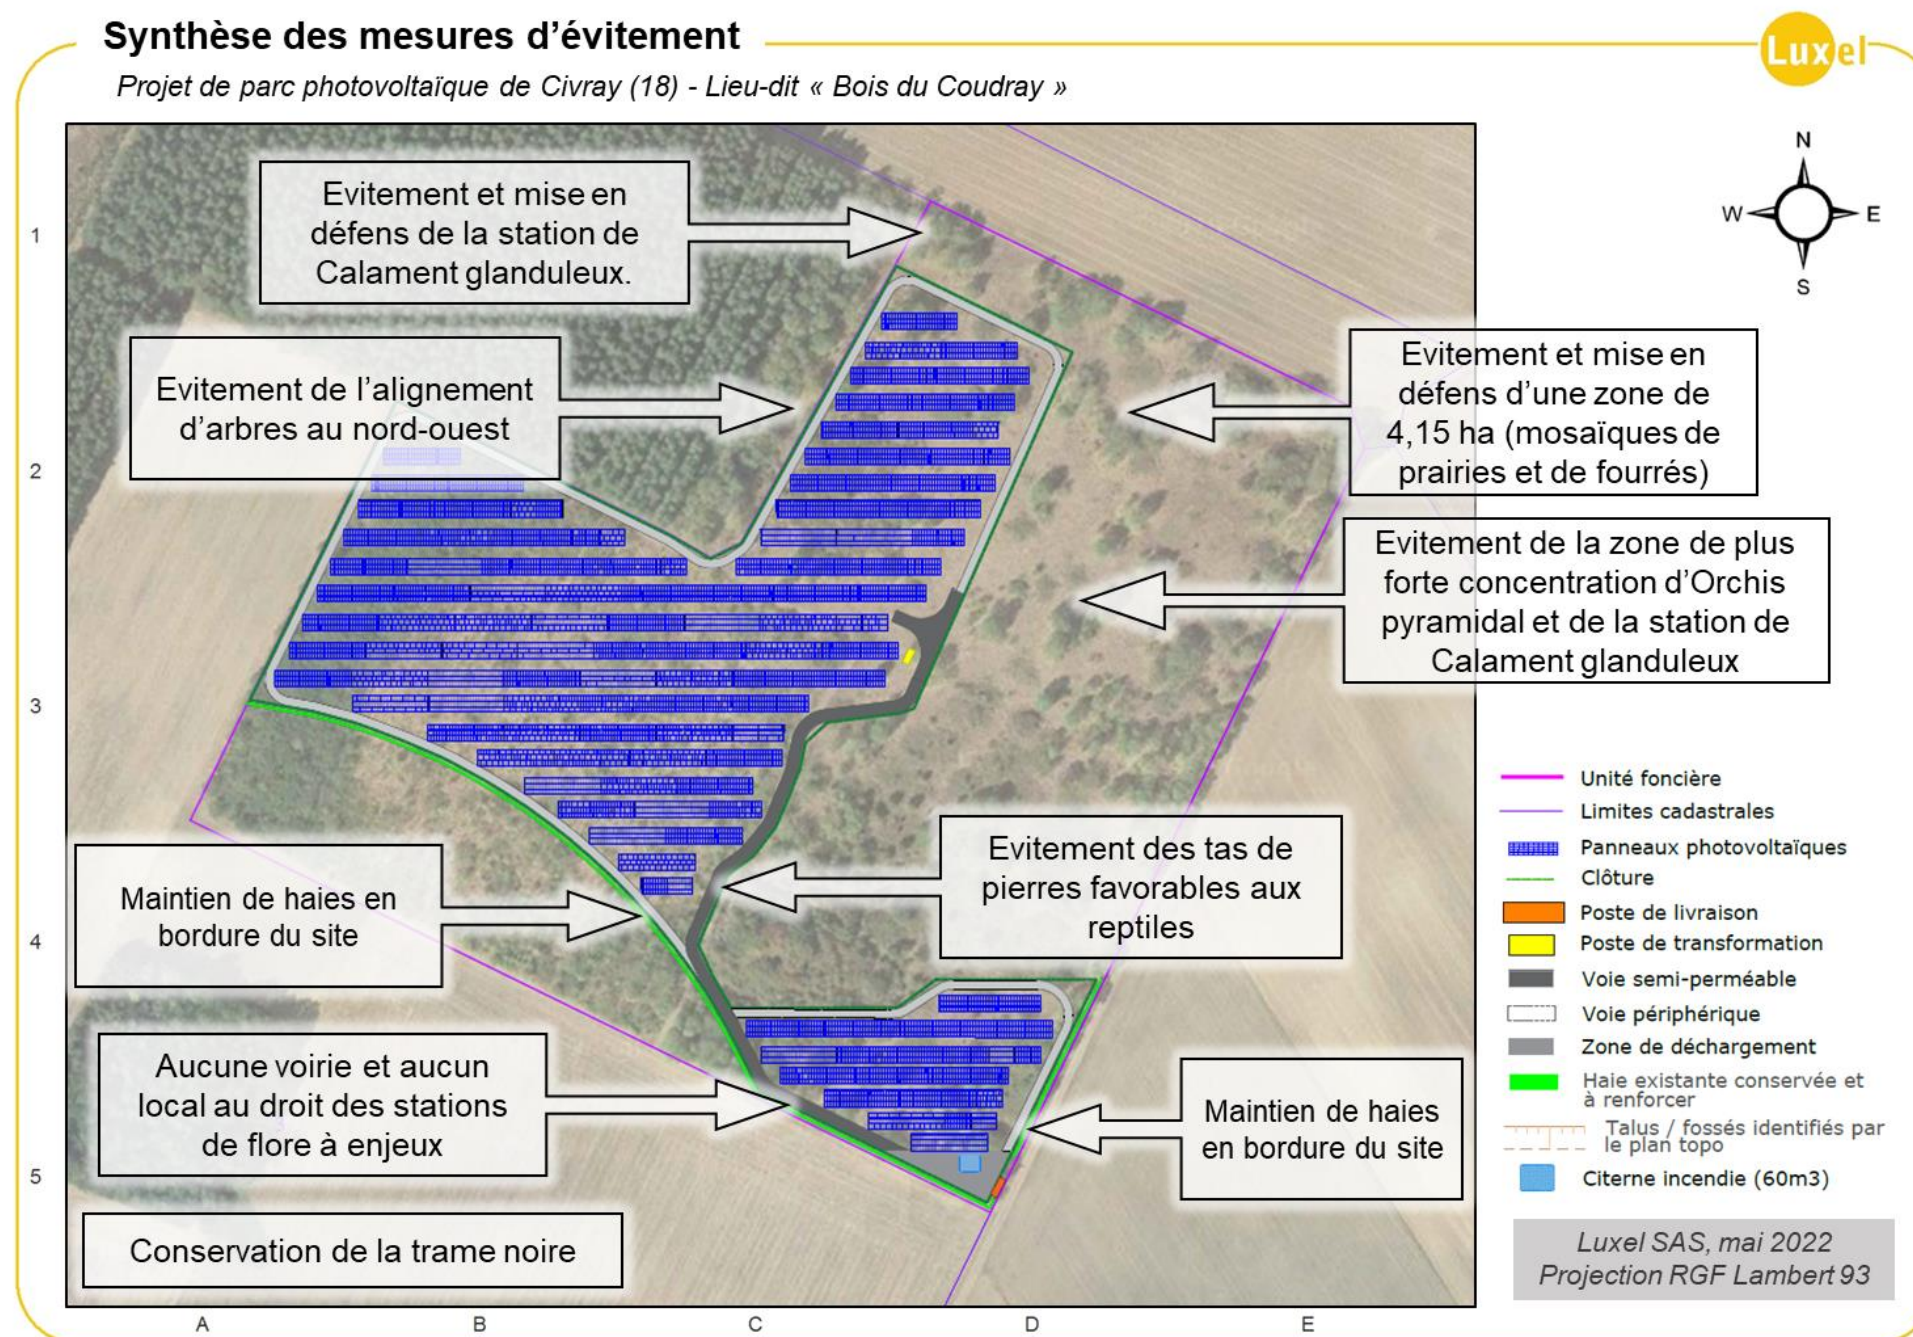 Synthèse des mesures d'évitement
Luxel
Projet de parc photovoltaïque de Civray (18) - Lieu-dit « Bois du Coudray »
N
W
E
S
1
2
3
4
5
A
B
C
D
E
Evitement et mise en
défens de la station de
Calament glanduleux.
Evitement de l'alignement
d'arbres au nord-ouest
Evitement et mise en
défens d'une zone de
4,15 ha (mosaïques de
prairies et de fourrés)
Evitement de la zone de plus
forte concentration d'Orchis
pyramidal et de la station de
Calament glanduleux
Evitement des tas de
pierres favorables aux
reptiles
Maintien de haies en
bordure du site
Aucune voirie et aucun
local au droit des stations
de flore à enjeux
Maintien de haies
en bordure du site
Conservation de la trame noire
Unité foncière
Limites cadastrales
Panneaux photovoltaïques
Clôture
Poste de livraison
Poste de transformation
Voie semi-perméable
Voie périphérique
Zone de déchargement
Haie existante conservée et
à renforcer
Talus / fossés identifiés par
le plan topo
Citerne incendie (60m3)
Luxel SAS, mai 2022
Projection RGF Lambert 93